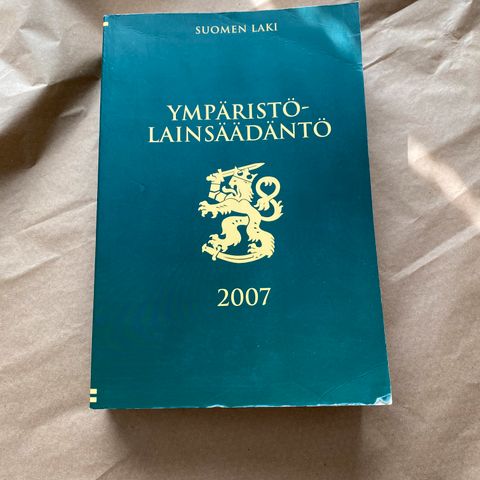 SUOMEN LAKI
YMPÄRISTÖ-
LAINSÄÄDÄNTÖ
2007